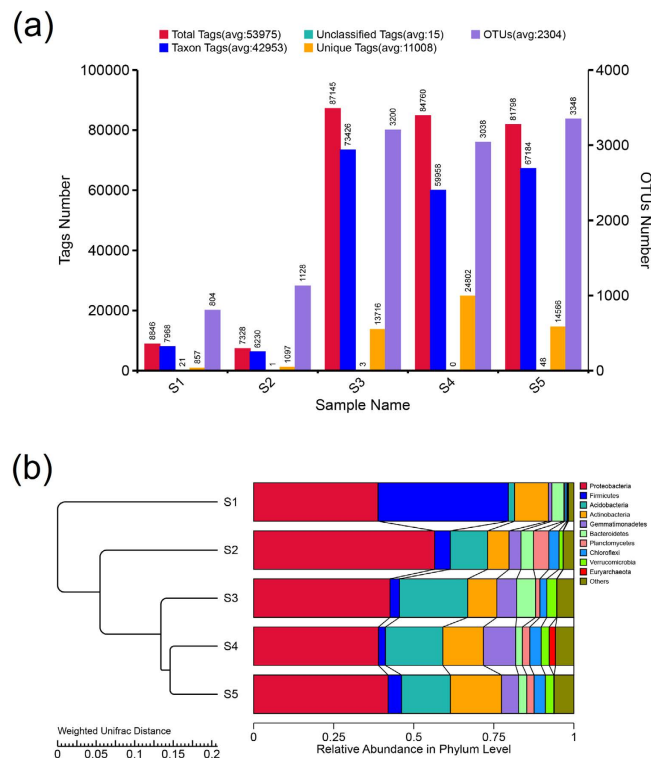 (a)
Total Tags(avg:53975) Unclassified Tags(avg:15) OTUs(avg:2304)
Taxon Tags(avg:42953) Unique Tags(avg:11008)
100000 80000 60000 40000 20000 0
Tags Number
8846 7968 21 857 804
7328 6230 1 1097 1128
87145 73426 3 13716 3200
84760 59958 0 24802 3038
81798 67184 48 14566 3348
4000 3000 2000 1000 0
OTUs Number
S1 S2 S3 S4 S5
Sample Name
(b)
S1
S2
S3
S4
S5
Proteobacteria
Firmicutes
Acidobacteria
Actinobacteria
Gemmatimonadetes
Bacteroidetes
Planctomycetes
Chloroflexi
Verrucomicrobia
Euryarchaeota
Others
Weighted Unifrac Distance
0 0.05 0.1 0.15 0.2
0 0.25 0.5 0.75 1
Relative Abundance in Phylum Level